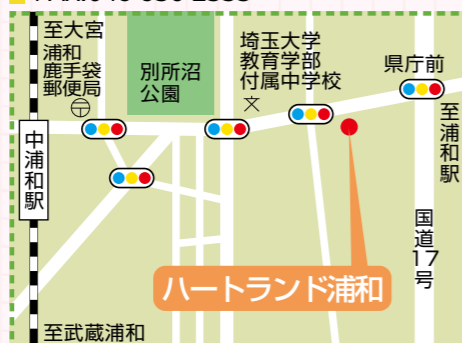 至大宮
浦和
鹿手袋
郵便局
別所沼
公園
埼玉大学
教育学部
付属中学校
県庁前
至浦和駅
中浦和駅
国道17号
ハートランド浦和
至武蔵浦和